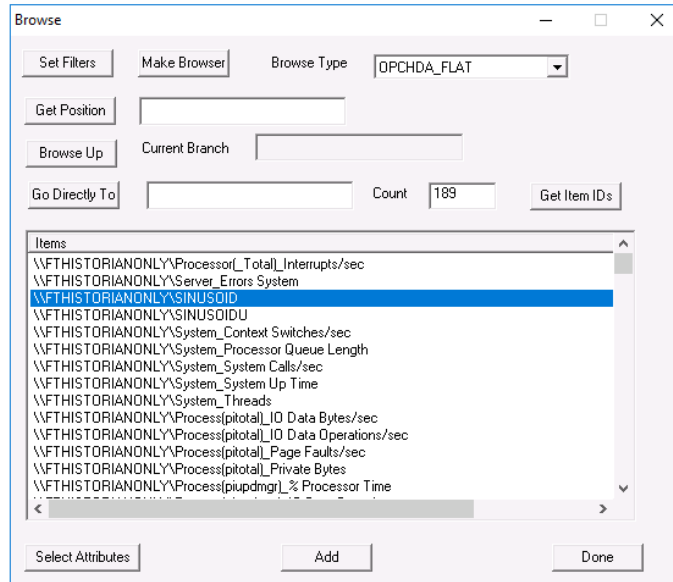 Browse
Set Filters Make Browser Browse Type OPCHDA_FLAT
Get Position
Browse Up Current Branch
Go Directly To Count 189 Get Item IDs
Items
\\FTHISTORIANONLY\Processor(_Total)_Interrupts/sec
\\FTHISTORIANONLY\Server_Errors System
\\FTHISTORIANONLY\SINUSOID
\\FTHISTORIANONLY\SINUSOIDU
\\FTHISTORIANONLY\System_Context Switches/sec
\\FTHISTORIANONLY\System_Processor Queue Length
\\FTHISTORIANONLY\System_System Calls/sec
\\FTHISTORIANONLY\System_System Up Time
\\FTHISTORIANONLY\System_Threads
\\FTHISTORIANONLY\Process(pitotal)_IO Data Bytes/sec
\\FTHISTORIANONLY\Process(pitotal)_IO Data Operations/sec
\\FTHISTORIANONLY\Process(pitotal)_Page Faults/sec
\\FTHISTORIANONLY\Process(pitotal)_Private Bytes
\\FTHISTORIANONLY\Process(piupdmgr)_% Processor Time
Select Attributes Add Done